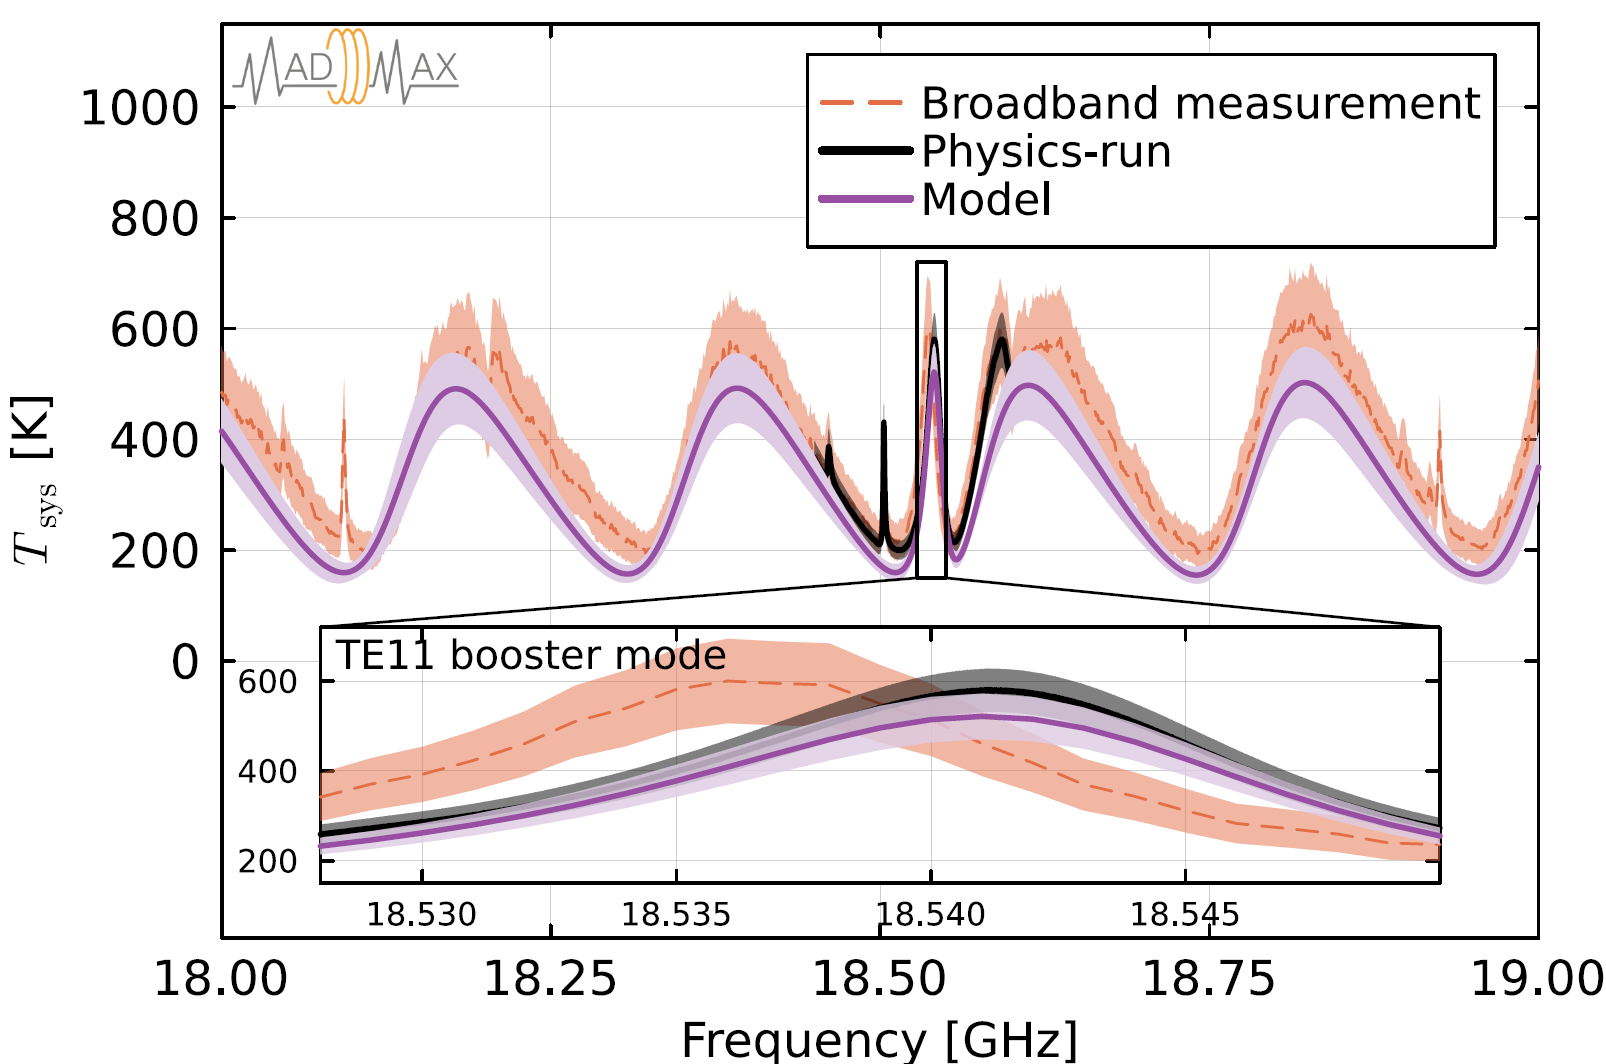 MAD MAX
Broadband measurement
Physics-run
Model
1000
800
600
400
200
0
T sys [K]
TE11 booster mode
600
400
200
18.530 18.535 18.540 18.545
18.00 18.25 18.50 18.75 19.00
Frequency [GHz]